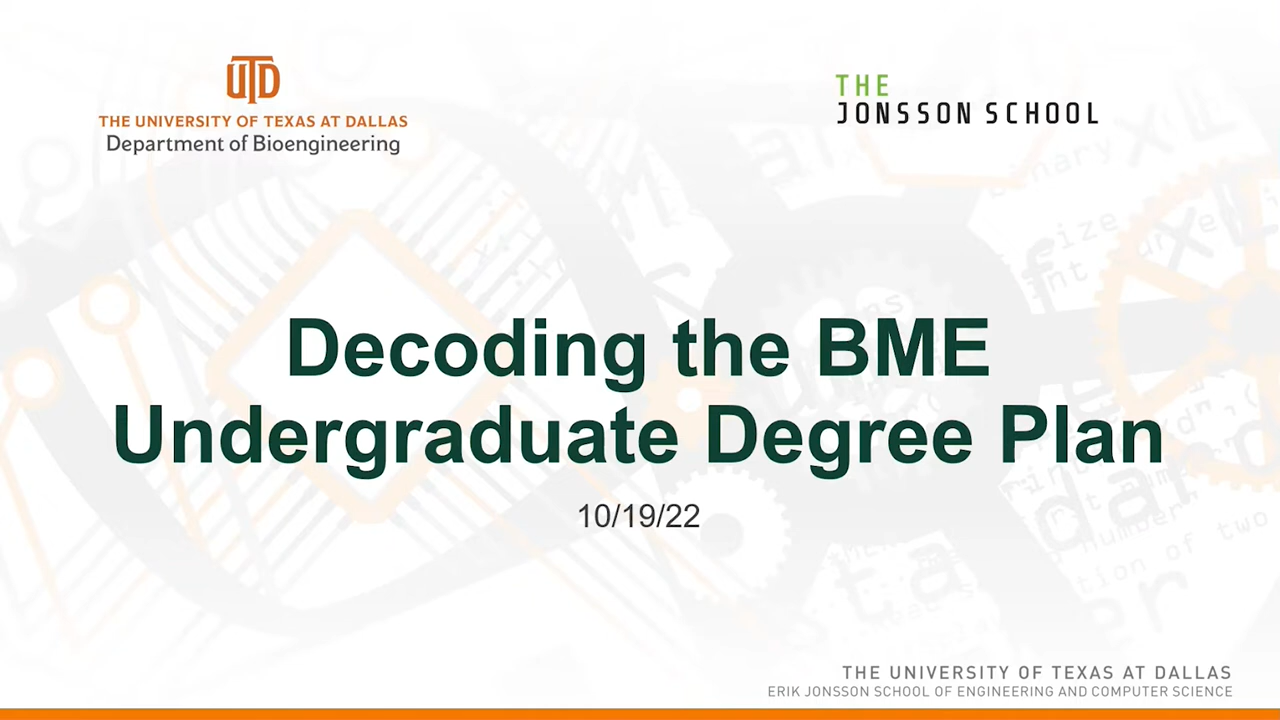 UTD
THE UNIVERSITY OF TEXAS AT DALLAS
Department of Bioengineering
THE
JONSSON SCHOOL
Decoding the BME
Undergraduate Degree Plan
10/19/22
THE UNIVERSITY OF TEXAS AT DALLAS
ERIK JONSSON SCHOOL OF ENGINEERING AND COMPUTER SCIENCE